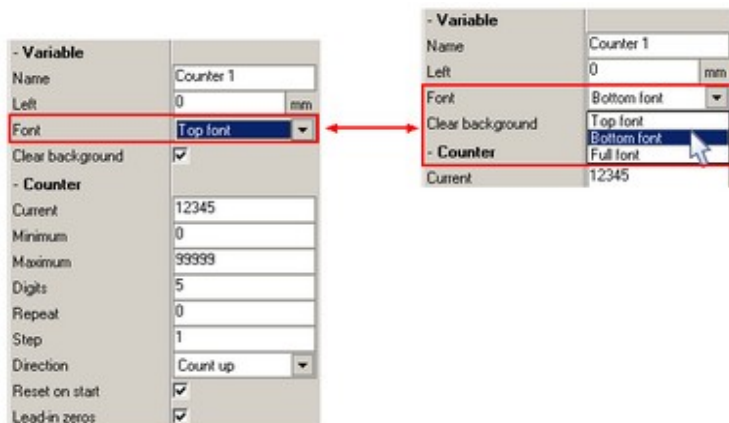 - Variable
Name Counter 1
Left 0 mm
Font Top font
Clear background
- Counter
Current 12345
Minimum 0
Maximum 99999
Digits 5
Repeat 0
Step 1
Direction Count up
Reset on start
Lead-in zeros
- Variable
Name Counter 1
Left 0 mm
Font Bottom font
Clear background Top font
Bottom font
- Counter Full font
Current 12345